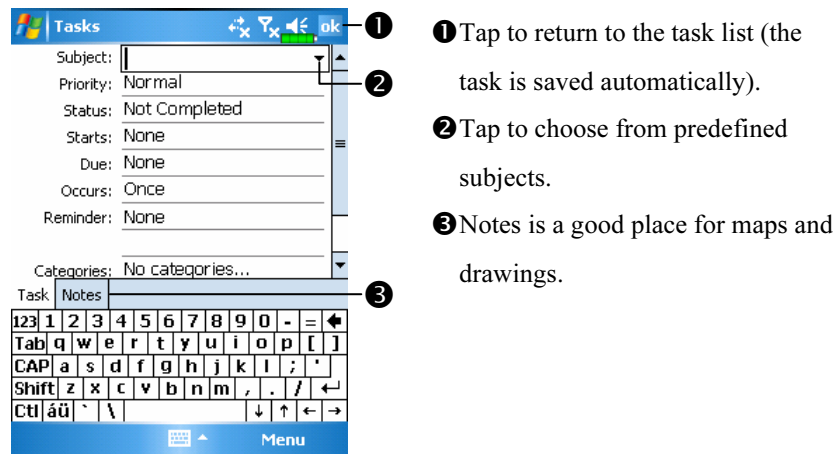 Tasks ok ❶
Subject: ❷
Priority: Normal
Status: Not Completed
Starts: None
Due: None
Occurs: Once
Reminder: None
Categories: No categories...
Task Notes ❸
123 1 2 3 4 5 6 7 8 9 0 - =
Tab q w e r t y u i o p [ ]
CAP a s d f g h j k l ; '
Shift z x c v b n m , . /
Ctl áü ` \ ↓ ↑ ← →
Menu
❶Tap to return to the task list (the
task is saved automatically).
❷Tap to choose from predefined
subjects.
❸Notes is a good place for maps and
drawings.